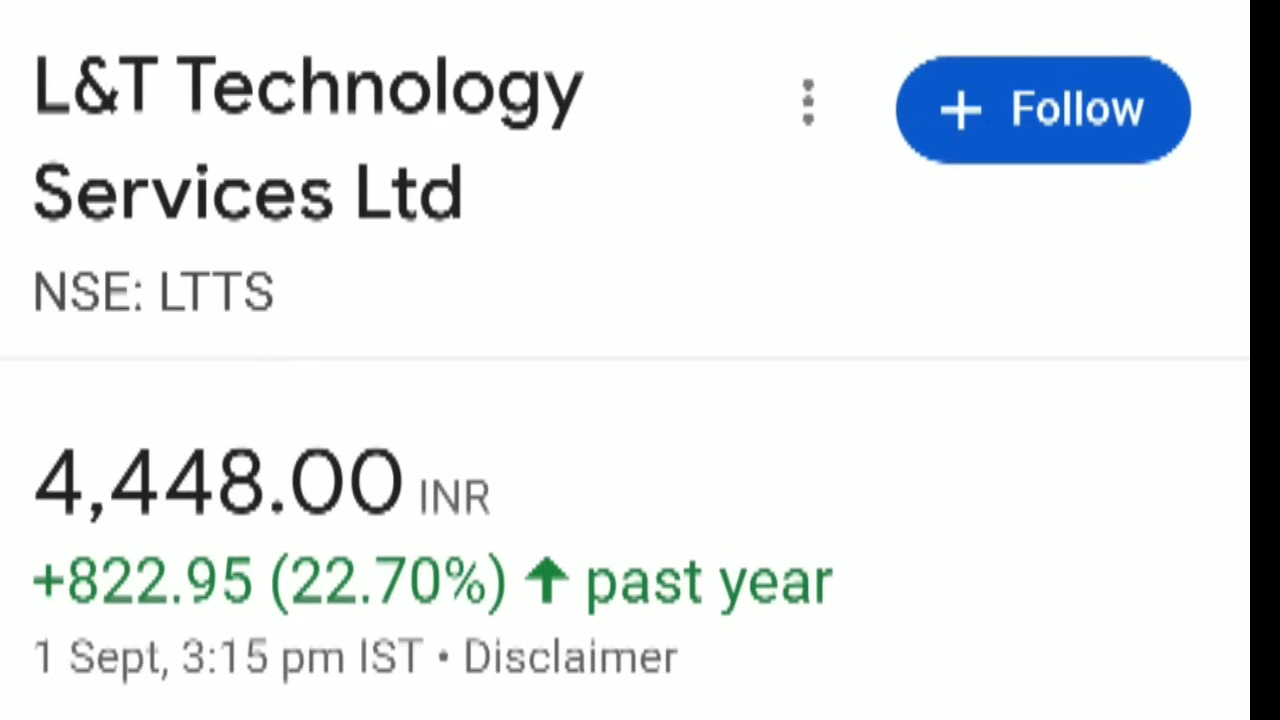 L&T Technology
Services Ltd
+ Follow
NSE: LTTS
4,448.00 INR
+822.95 (22.70%) ↑ past year
1 Sept, 3:15 pm IST • Disclaimer